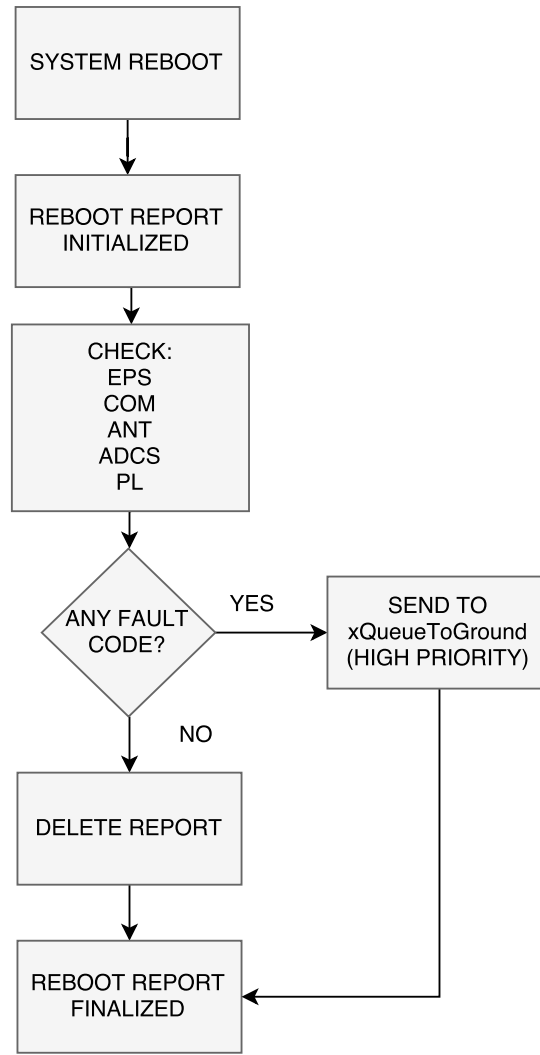 SYSTEM REBOOT
REBOOT REPORT
INITIALIZED
CHECK:
EPS
COM
ANT
ADCS
PL
ANY FAULT
CODE?
YES
SEND TO
xQueueToGround
(HIGH PRIORITY)
NO
DELETE REPORT
REBOOT REPORT
FINALIZED